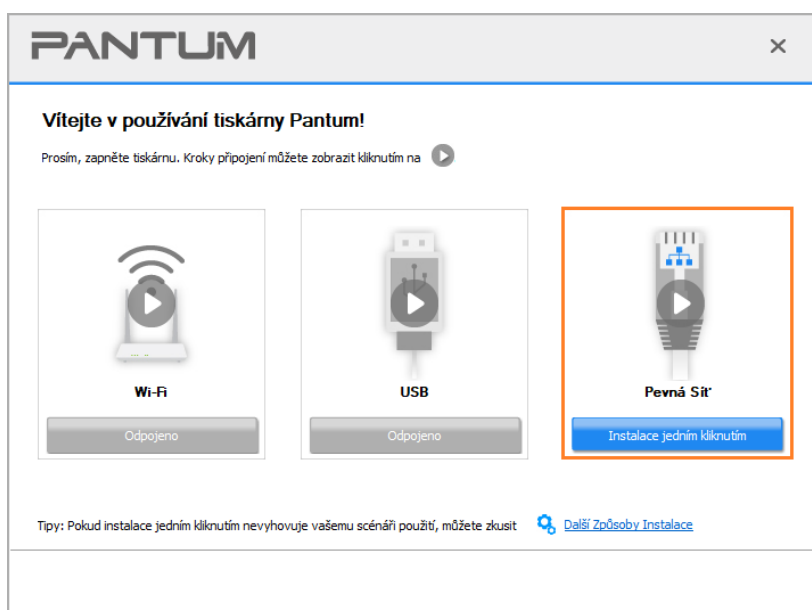 PANTUM
Vítejte v používání tiskárny Pantum!
Prosím, zapněte tiskárnu. Kroky připojení můžete zobrazit kliknutím na
Wi-Fi
USB
Pevná Síť
Odpojeno
Odpojeno
Instalace jedním kliknutím
Tipy: Pokud instalace jedním kliknutím nevyhovuje vašemu scénáři použití, můžete zkusit Další Způsoby Instalace